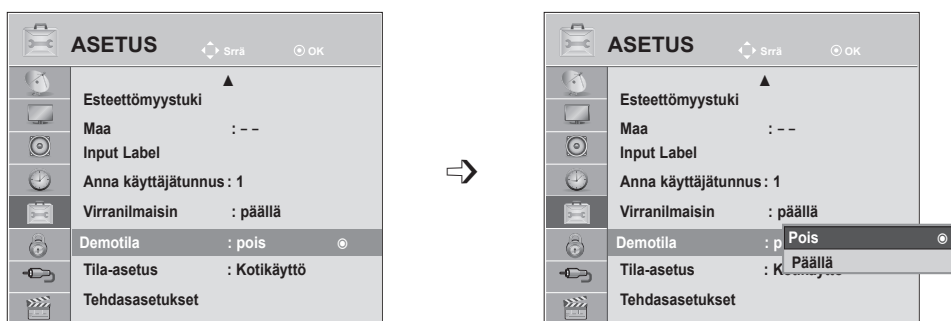 ASETUS Srrä OK
▲
Esteettömyystuki
Maa : – –
Input Label
Anna käyttäjätunnus : 1
Virranilmaisin : päällä
Demotila : pois
Tila-asetus : Kotikäyttö
Tehdasasetukset
ASETUS Srrä OK
▲
Esteettömyystuki
Maa : – –
Input Label
Anna käyttäjätunnus : 1
Virranilmaisin : päällä
Demotila : p
Pois
Päällä
Tila-asetus
Tehdasasetukset